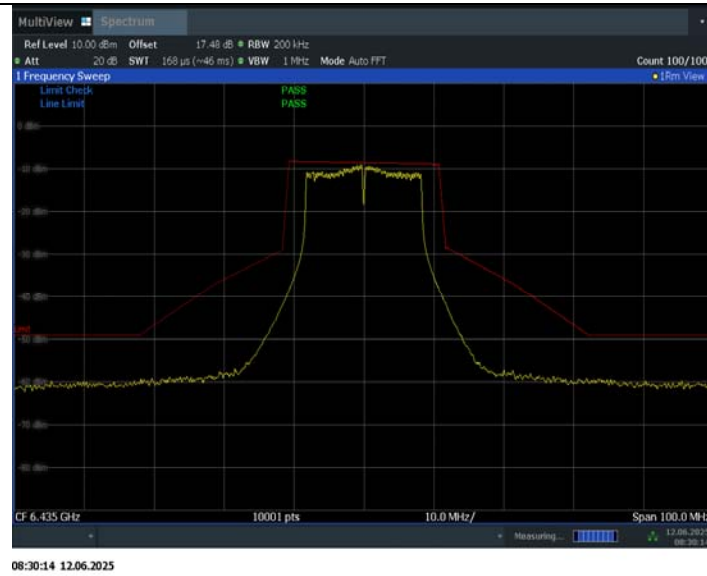 MultiView Spectrum
Ref Level 10.00 dBm Offset 17.48 dB RBW 200 kHz
Att 20 dB SWT 168 µs (~46 ms) VBW 1 MHz Mode Auto FFT Count 100/100
1 Frequency Sweep 1Rm View
Limit Check PASS
Line Limit PASS
0 dBm
-10 dBm
-20 dBm
-30 dBm
-40 dBm
-50 dBm
-60 dBm
-70 dBm
-80 dBm
CF 6.435 GHz 10001 pts 10.0 MHz/ Span 100.0 MHz
Measuring... 12.06.2025
08:30:14
08:30:14 12.06.2025